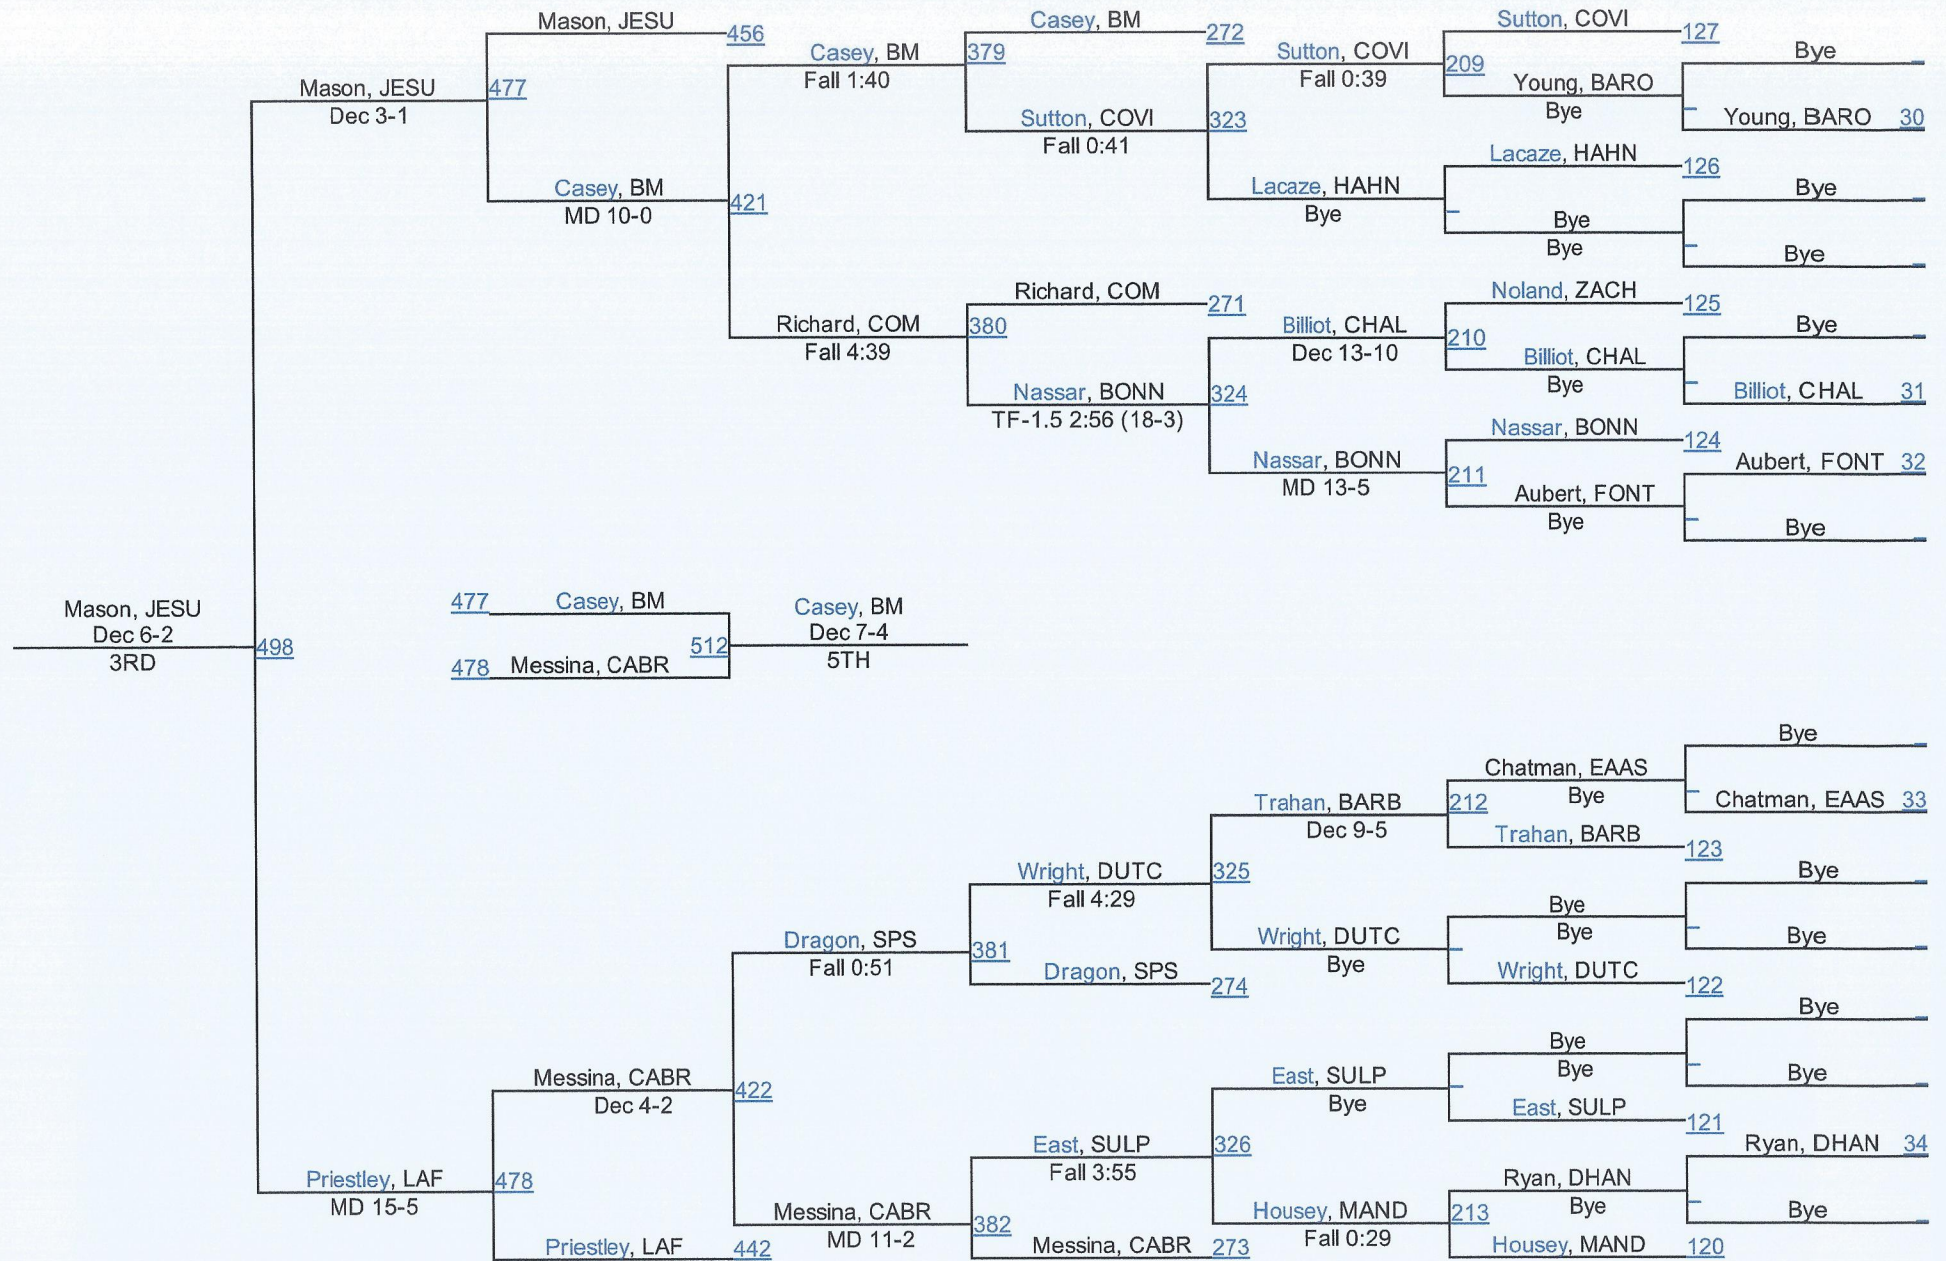 Mason, JESU
456
Casey, BM
272
Sutton, COVI
127
Casey, BM
379
Sutton, COVI
Bye
Fall 1:40
Fall 0:39
209
Mason, JESU
477
Young, BARO
Dec 3-1
Sutton, COVI
323
Bye
Young, BARO 30
Fall 0:41
Lacaze, HAHN
126
Casey, BM
Lacaze, HAHN
Bye
MD 10-0
421
Bye
Bye
Bye
Bye
Richard, COM
271
Noland, ZACH
125
Richard, COM
380
Billiot, CHAL
Bye
Fall 4:39
Dec 13-10
210
Billiot, CHAL
Nassar, BONN
324
Bye
Billiot, CHAL 31
TF-1.5 2:56 (18-3)
Nassar, BONN
124
Nassar, BONN
Aubert, FONT 32
MD 13-5
211
Aubert, FONT
Bye
Bye
Mason, JESU
477
Casey, BM
Casey, BM
Dec 6-2
498
512
Dec 7-4
3RD
478
Messina, CABR
5TH
Bye
Chatman, EAAS
Trahan, BARB
212
Bye
Chatman, EAAS 33
Dec 9-5
Trahan, BARB
123
Wright, DUTC
325
Bye
Fall 4:29
Bye
Dragon, SPS
381
Wright, DUTC
Bye
Bye
Fall 0:51
Dragon, SPS
274
Bye
Wright, DUTC
122
Bye
Messina, CABR
422
East, SULP
Bye
Dec 4-2
Bye
Bye
Bye
East, SULP
121
East, SULP
326
Ryan, DHAN 34
Fall 3:55
Priestley, LAF
478
Ryan, DHAN
MD 15-5
Messina, CABR
382
Housey, MAND
213
Bye
Bye
MD 11-2
Fall 0:29
Priestley, LAF
442
Messina, CABR
273
Housey, MAND
120